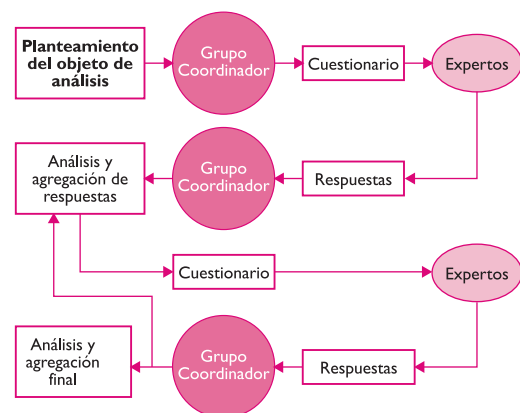 Planteamiento
del objeto de
análisis
Grupo
Coordinador
Cuestionario
Expertos
Análisis y
agregación de
respuestas
Grupo
Coordinador
Respuestas
Cuestionario
Expertos
Análisis y
agregación
final
Grupo
Coordinador
Respuestas